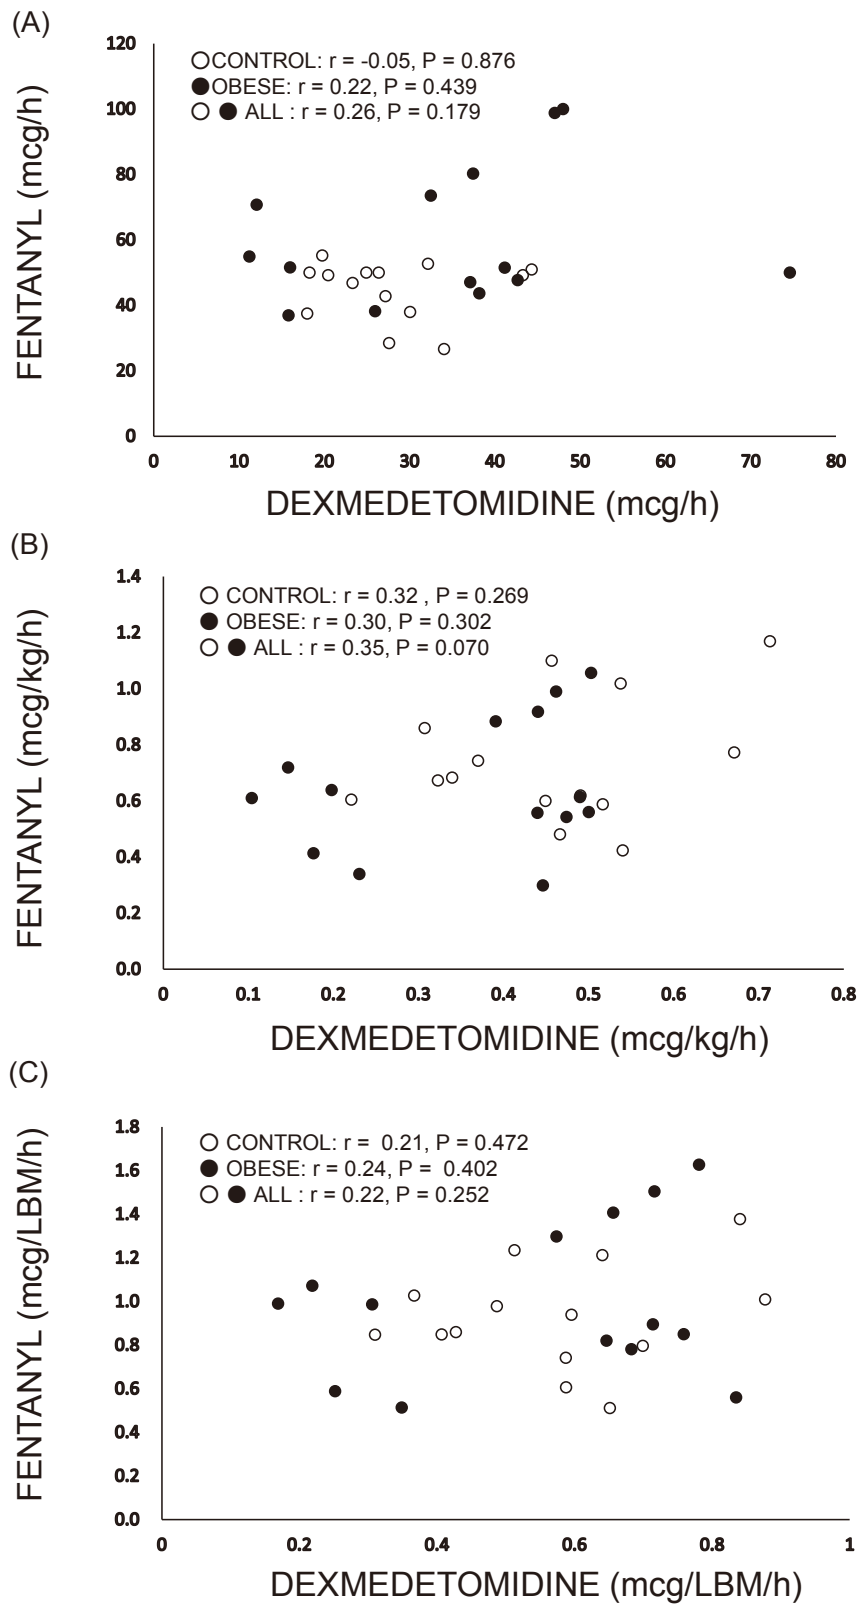 (A)
FENTANYL (mcg/h)
120
100
80
60
40
20
0
CONTROL: r = -0.05, P = 0.876
OBESE: r = 0.22, P = 0.439
ALL : r = 0.26, P = 0.179
0 10 20 30 40 50 60 70 80
DEXMEDETOMIDINE (mcg/h)
(B)
FENTANYL (mcg/kg/h)
1.4
1.2
1.0
0.8
0.6
0.4
0.2
0.0
CONTROL: r = 0.32 , P = 0.269
OBESE: r = 0.30, P = 0.302
ALL : r = 0.35, P = 0.070
0 0.1 0.2 0.3 0.4 0.5 0.6 0.7 0.8
DEXMEDETOMIDINE (mcg/kg/h)
(C)
FENTANYL (mcg/LBM/h)
1.8
1.6
1.4
1.2
1.0
0.8
0.6
0.4
0.2
0.0
CONTROL: r = 0.21, P = 0.472
OBESE: r = 0.24, P = 0.402
ALL : r = 0.22, P = 0.252
0 0.2 0.4 0.6 0.8 1
DEXMEDETOMIDINE (mcg/LBM/h)